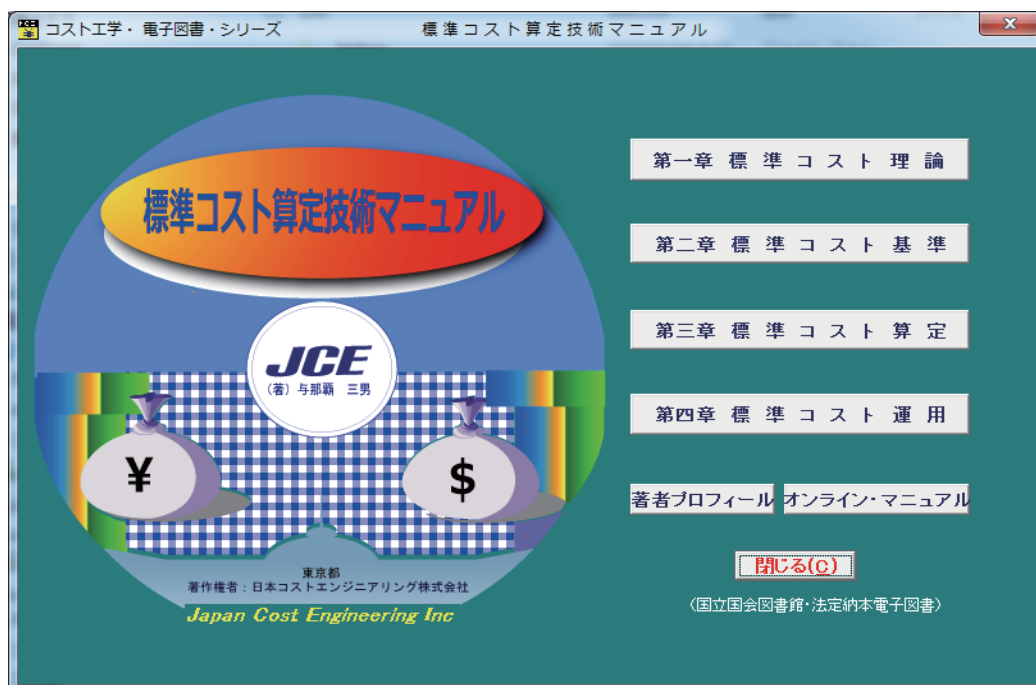 コスト工学・電子図書・シリーズ 標準コスト算定技術マニュアル
標準コスト算定技術マニュアル
JCE
(著)与那覇 三男
¥ $
東京都
著作権者:日本コストエンジニアリング株式会社
Japan Cost Engineering Inc
第一章 標準コスト理論
第二章 標準コスト基準
第三章 標準コスト算定
第四章 標準コスト運用
著者プロフィール オンライン・マニュアル
閉じる(C)
(国立国会図書館・法定納本電子図書)